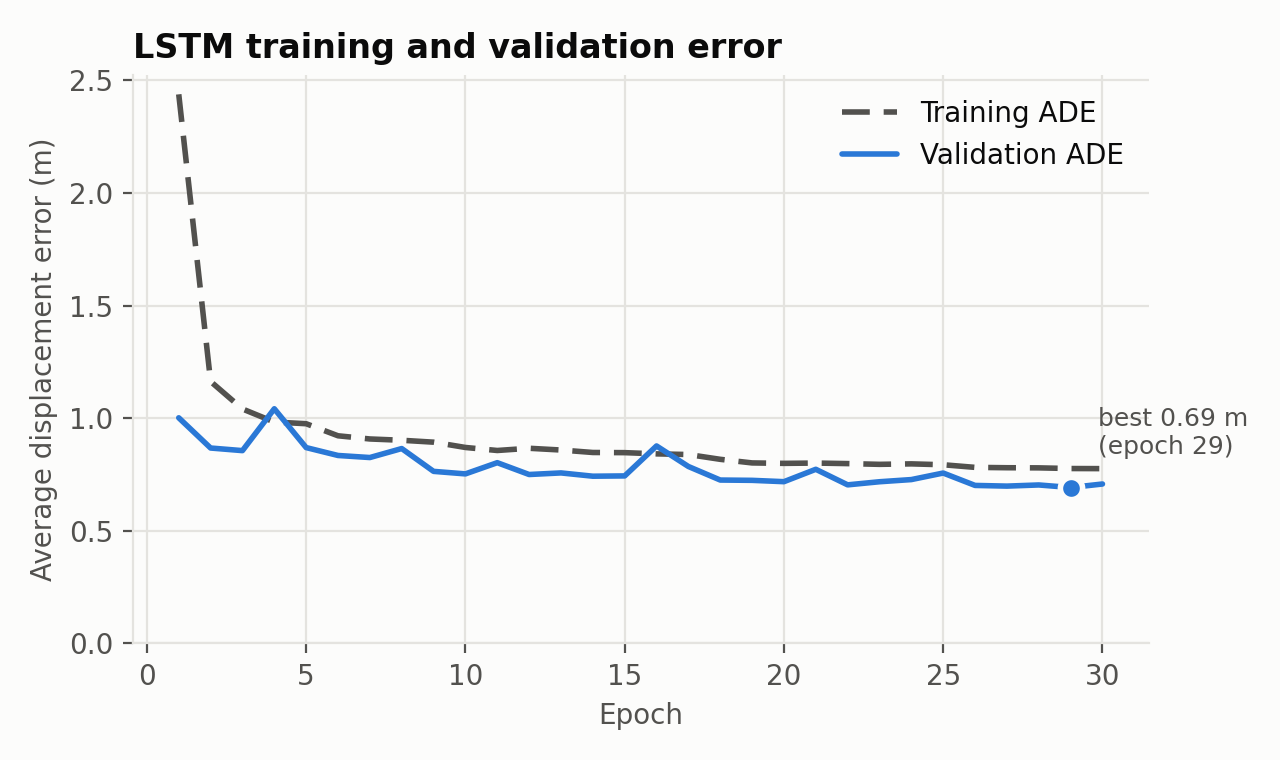 LSTM training and validation error
2.5
2.0
1.5
1.0
0.5
0.0
Average displacement error (m)
Training ADE
Validation ADE
best 0.69 m
(epoch 29)
0 5 10 15 20 25 30
Epoch